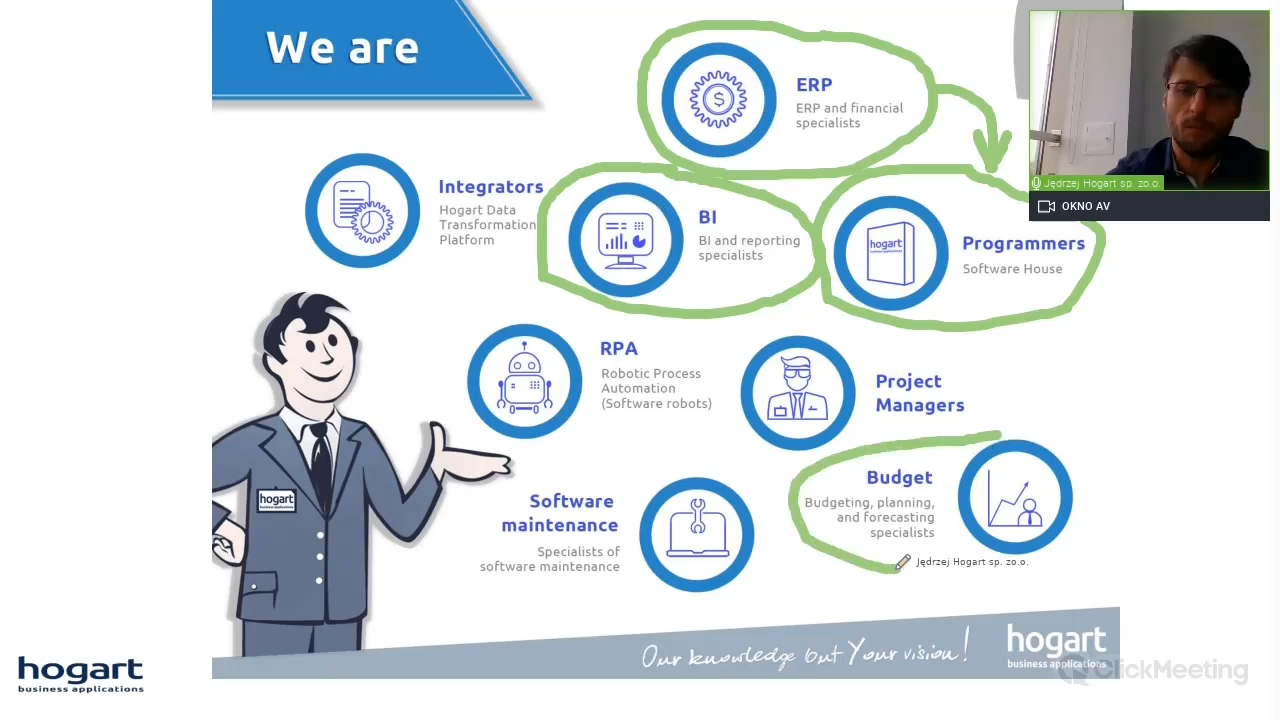 We are
ERP
ERP and financial
specialists
Jędrzej Hogart sp. zo.o.
OKNO AV
Integrators
Hogart Data
Transformation
Platform
BI
BI and reporting
specialists
hogart
Programmers
Software House
RPA
Robotic Process
Automation
(Software robots)
Project
Managers
Budget
Budgeting, planning,
and forecasting
specialists
hogart
business applications
Software
maintenance
Specialists of
software maintenance
Jędrzej Hogart sp. zo.o.
Our knowledge but Your vision!
hogart
business applications
hogart
business applications
ClickMeeting